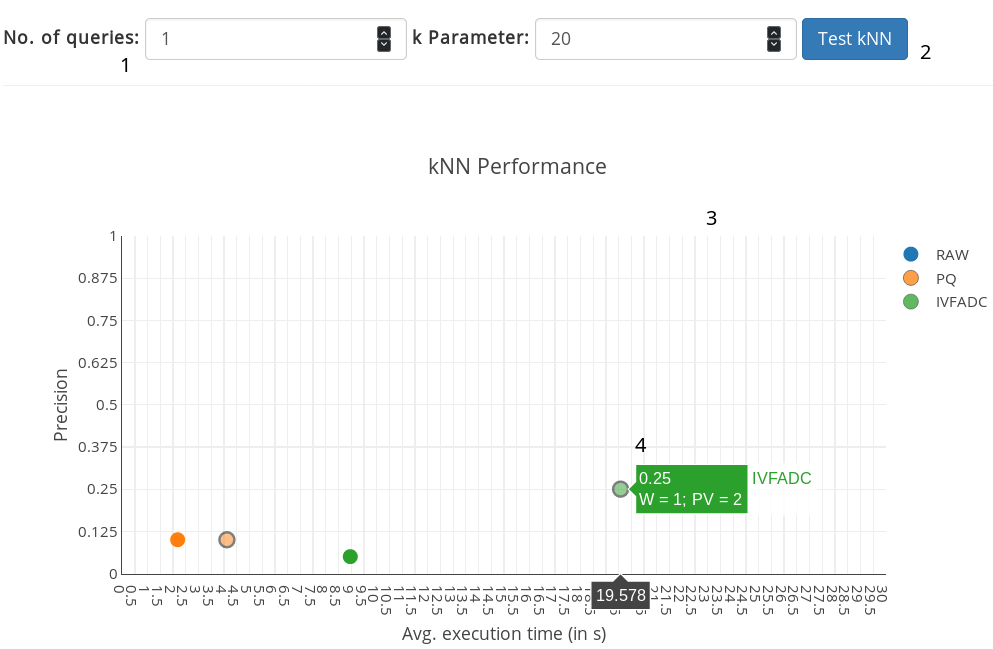 No. of queries: 1 k Parameter: 20 Test kNN
1
2
kNN Performance
3
1
0.875
0.75
0.625
0.5
0.375
0.25
0.125
0
Precision
RAW
PQ
IVFADC
4
0.25
W = 1; PV = 2
IVFADC
0 0.5 1 1.5 2 2.5 3 3.5 4 4.5 5 5.5 6 6.5 7 7.5 8 8.5 9 9.5 10 10.5 11 11.5 12 12.5 13 13.5 14 14.5 15 15.5 16 16.5 17 17.5 18 21.5 22 22.5 23 23.5 24 24.5 25 25.5 26 26.5 27 27.5 28 28.5 29 29.5 30
19.578
Avg. execution time (in s)